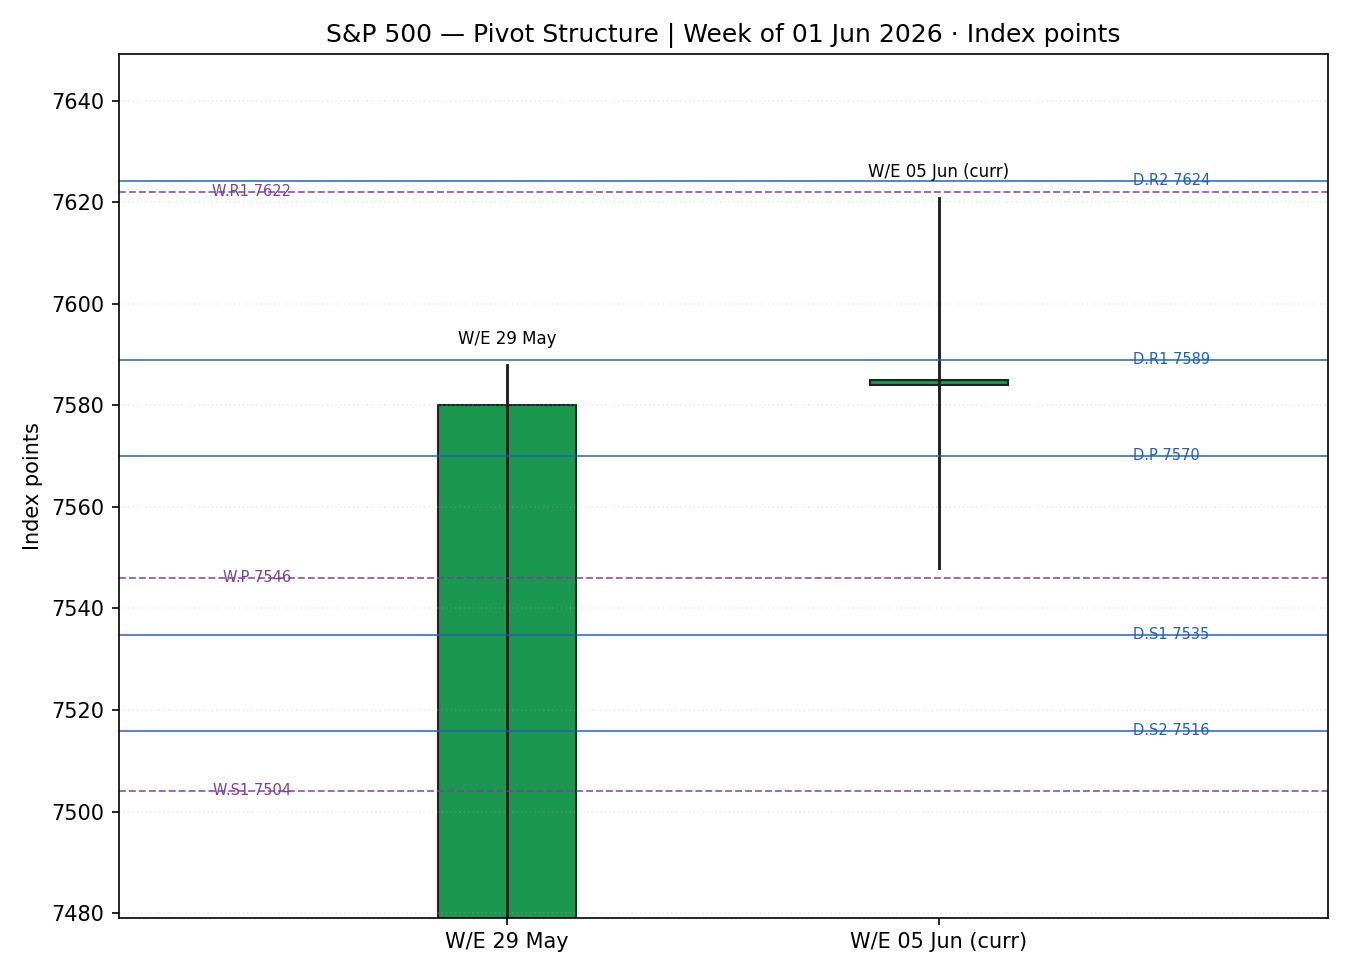 S&P 500 — Pivot Structure | Week of 01 Jun 2026 · Index points
Index points
7640
7620
7600
7580
7560
7540
7520
7500
7480
W/E 05 Jun (curr)
D.R2 7624
W.R1 7622
W/E 29 May
D.R1 7589
D.P 7570
W.P 7546
D.S1 7535
D.S2 7516
W.S1 7504
W/E 29 May
W/E 05 Jun (curr)